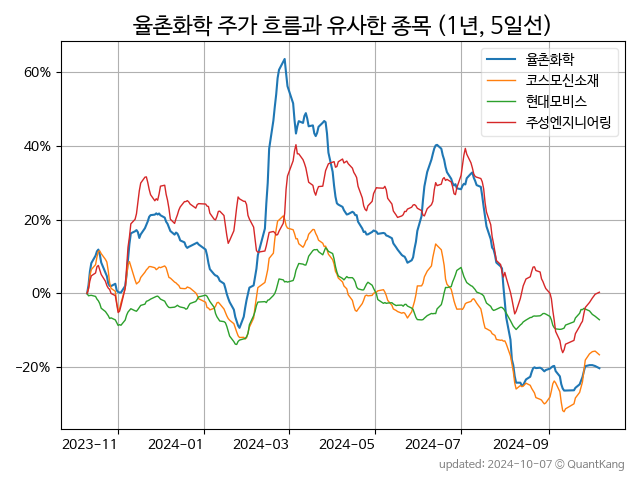 율촌화학 주가 흐름과 유사한 종목 (1년, 5일선)
율촌화학
코스모신소재
현대모비스
주성엔지니어링
60%
40%
20%
0%
−20%
2023-11
2024-01
2024-03
2024-05
2024-07
2024-09
updated: 2024-10-07 © QuantKang